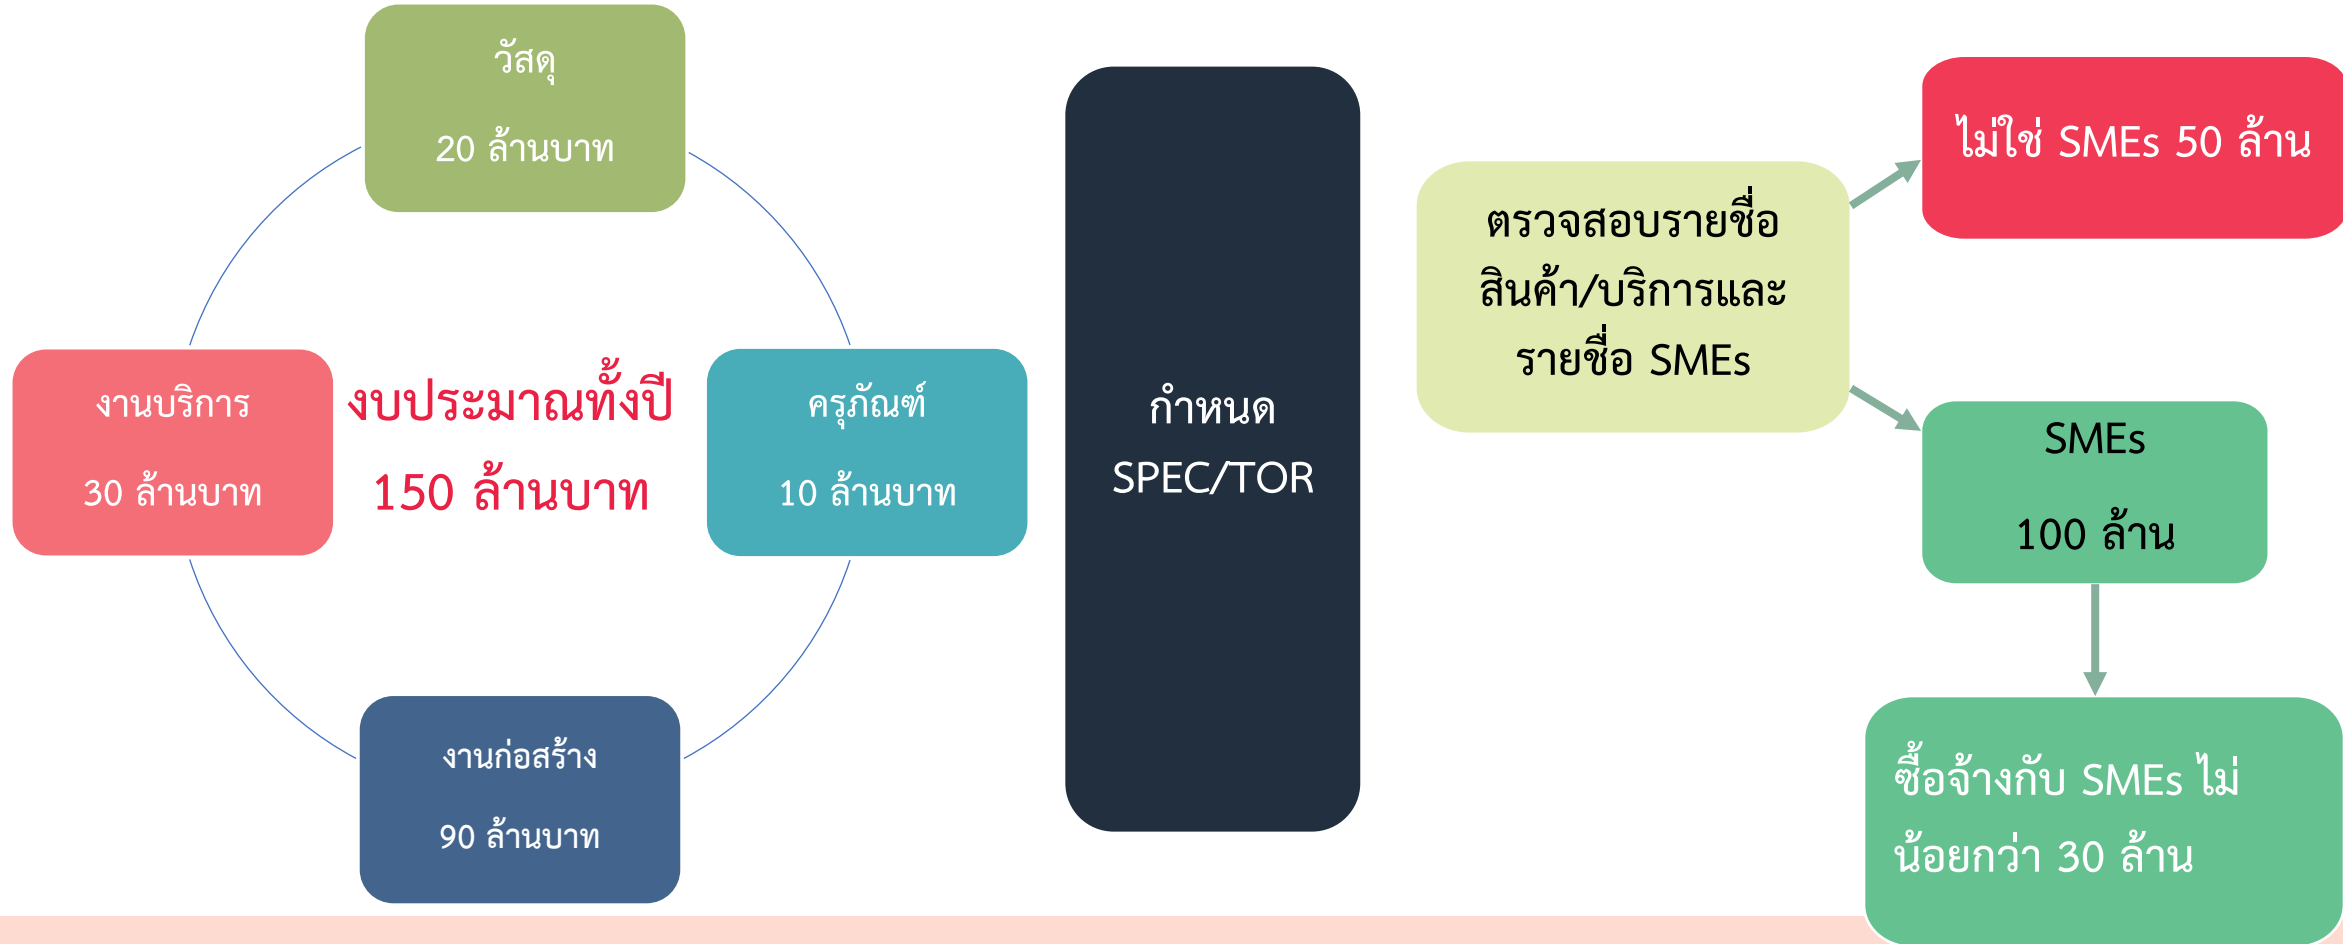 วัสดุ
20 ล้านบาท
งานบริการ
30 ล้านบาท
งบประมาณทั้งปี
150 ล้านบาท
ครุภัณฑ์
10 ล้านบาท
งานก่อสร้าง
90 ล้านบาท
กำหนด
SPEC/TOR
ตรวจสอบรายชื่อ
สินค้า/บริการและ
รายชื่อ SMEs
ไม่ใช่ SMEs 50 ล้าน
SMEs
100 ล้าน
ซื้อจ้างกับ SMEs ไม่
น้อยกว่า 30 ล้าน